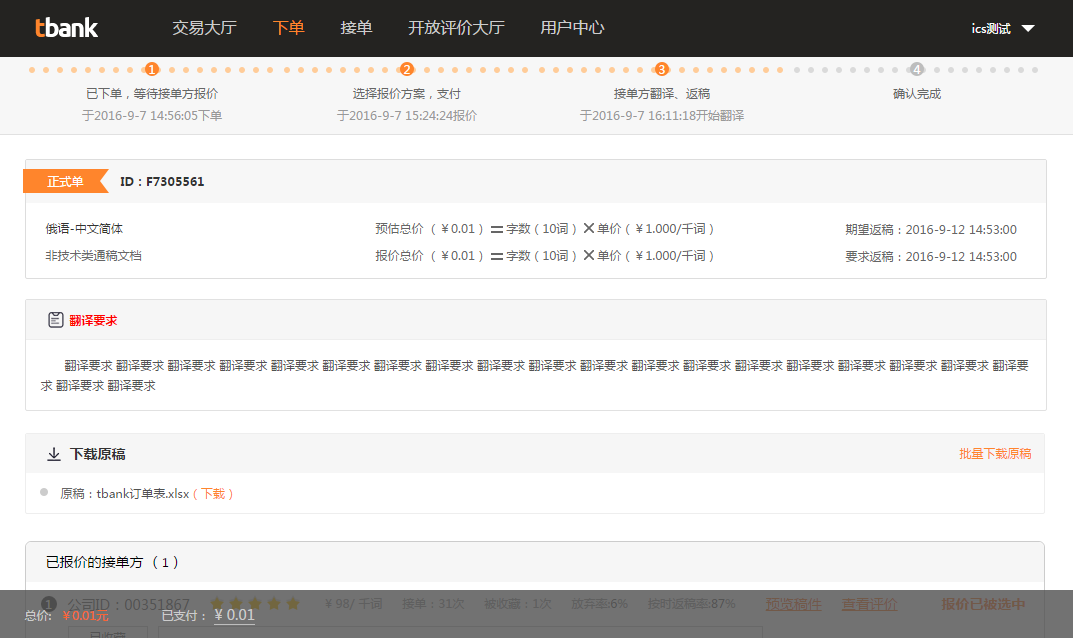 tbank 交易大厅 下单 接单 开放评价大厅 用户中心 ics测试
1 2 3 4
已下单，等待接单方报价 选择报价方案，支付 接单方翻译、返稿 确认完成
于2016-9-7 14:56:05下单 于2016-9-7 15:24:24报价 于2016-9-7 16:11:18开始翻译
正式单 ID：F7305561
俄语-中文简体 预估总价（￥0.01）＝字数（10词）×单价（￥1.000/千词） 期望返稿：2016-9-12 14:53:00
非技术类通稿文档 报价总价（￥0.01）＝字数（10词）×单价（￥1.000/千词） 要求返稿：2016-9-12 14:53:00
翻译要求
翻译要求 翻译要求 翻译要求 翻译要求 翻译要求 翻译要求 翻译要求 翻译要求 翻译要求 翻译要求 翻译要求 翻译要求 翻译要求 翻译要求 翻译要求 翻译要求 翻译要求 翻译要求 翻译要
求 翻译要求 翻译要求
下载原稿 批量下载原稿
原稿：tbank订单表.xlsx（下载）
已报价的接单方（1）
1 公司ID：00351867 ￥98/千词 接单：31次 被收藏：1次 放弃率:6% 按时返稿率:87% 预览稿件 查看评价 报价已被选中
总价: ￥0.01元 已支付：￥0.01
已收藏